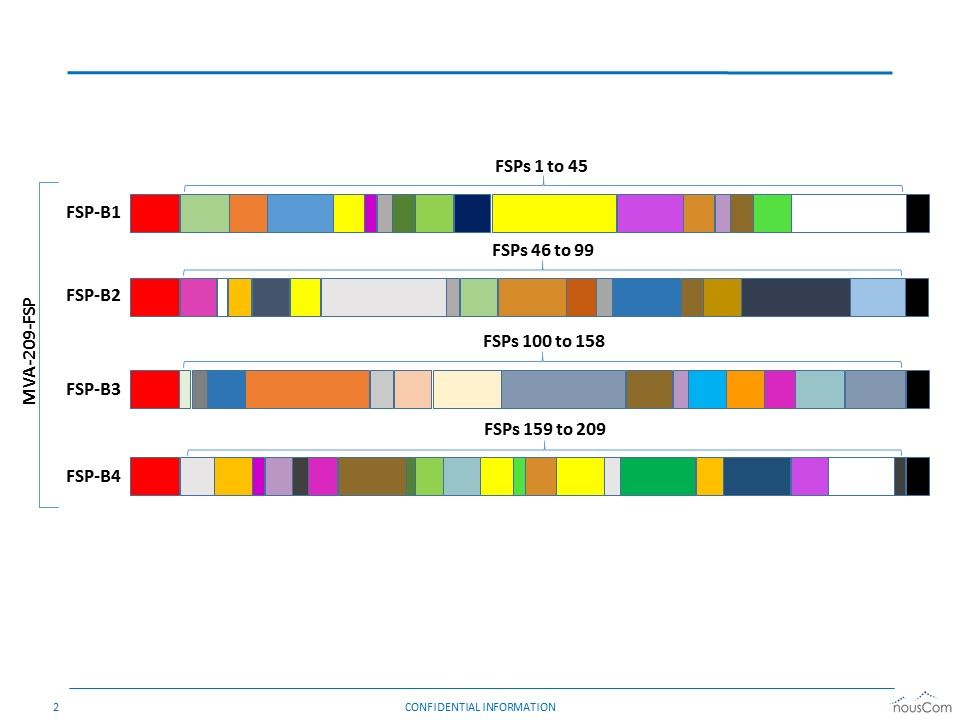 FSPs 1 to 45
FSP-B1
FSPs 46 to 99
FSP-B2
MVA-209-FSP
FSPs 100 to 158
FSP-B3
FSPs 159 to 209
FSP-B4
2
CONFIDENTIAL INFORMATION
nousCom